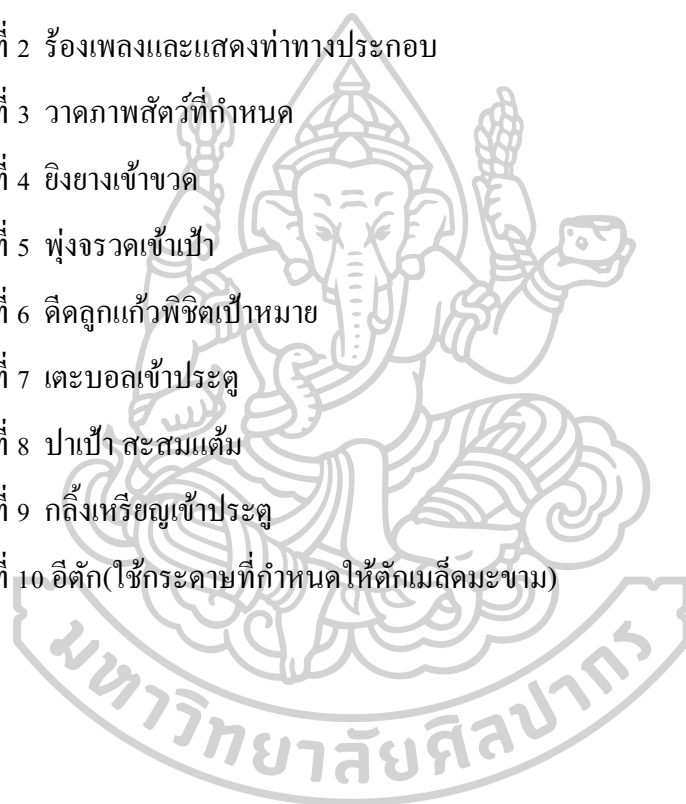 ที่ 2 ร้องเพลงและแสดงท่าทางประกอบ
ที่ 3 วาดภาพสัตว์ที่กำหนด
ที่ 4 ยิงยางเข้าขวด
ที่ 5 พุ่งจรวดเข้าเป้า
ที่ 6 ดีดลูกแก้วพิชิตเป้าหมาย
ที่ 7 เตะบอลเข้าประตู
ที่ 8 ปาเป้า สะสมแต้ม
ที่ 9 กลิ้งเหรียญเข้าประตู
ที่ 10 อีตัก(ใช้กระดาษที่กำหนดให้ตักเมล็ดมะขาม)
มหาวิทยาลัยศิลปากร